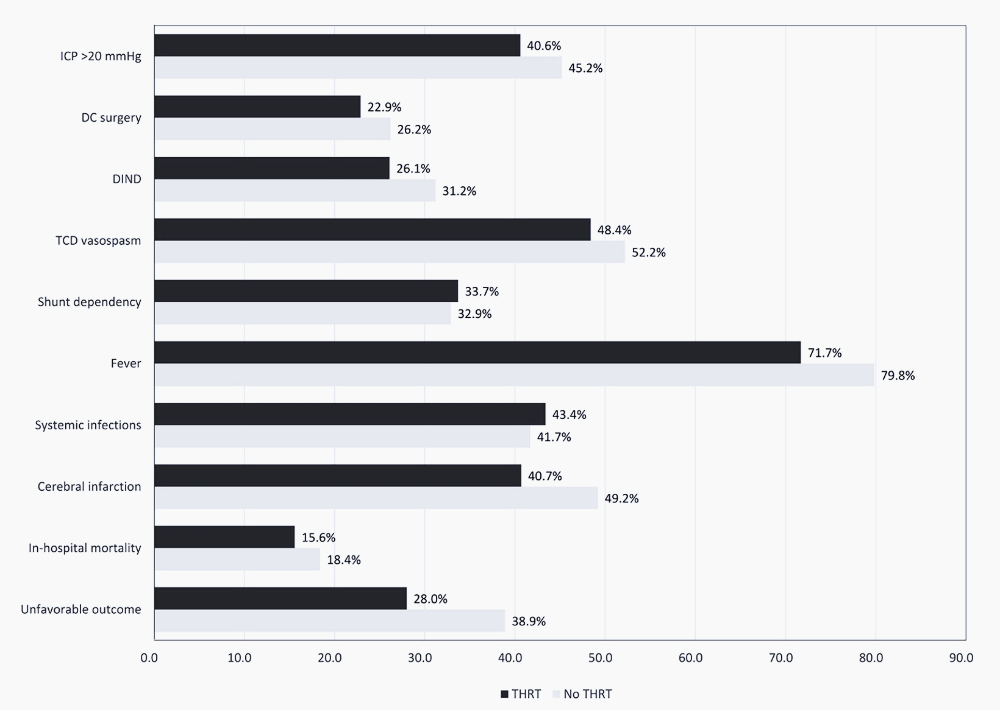 ICP >20 mmHg
40.6%
45.2%
DC surgery
22.9%
26.2%
DIND
26.1%
31.2%
TCD vasospasm
48.4%
52.2%
Shunt dependency
33.7%
32.9%
Fever
71.7%
79.8%
Systemic infections
43.4%
41.7%
Cerebral infarction
40.7%
49.2%
In-hospital mortality
15.6%
18.4%
Unfavorable outcome
28.0%
38.9%
0.0 10.0 20.0 30.0 40.0 50.0 60.0 70.0 80.0 90.0
THRT No THRT